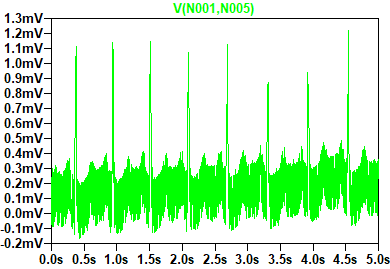 V(N001,N005)
1.3mV
1.2mV
1.1mV
1.0mV
0.9mV
0.8mV
0.7mV
0.6mV
0.5mV
0.4mV
0.3mV
0.2mV
0.1mV
0.0mV
-0.1mV
-0.2mV
0.0s 0.5s 1.0s 1.5s 2.0s 2.5s 3.0s 3.5s 4.0s 4.5s 5.0s